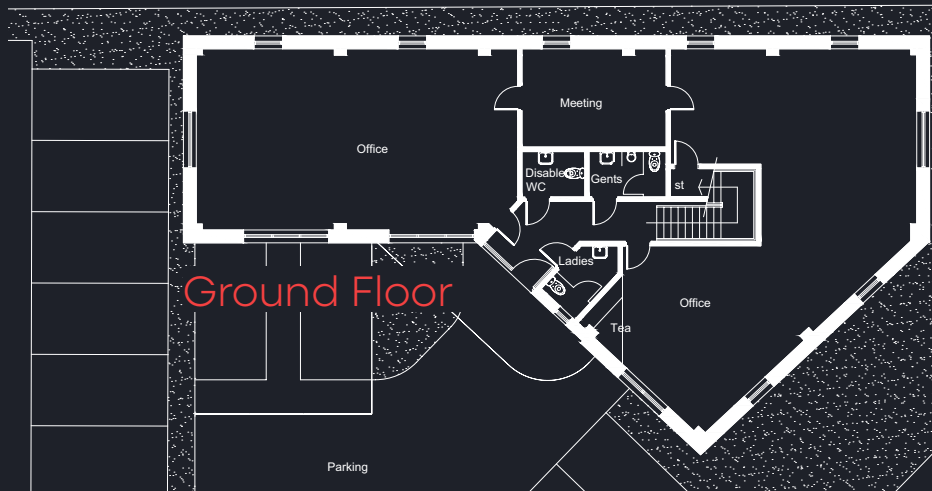 Meeting
Office
Disable
WC
Gents
st
Ladies
Ground Floor
Office
Tea
Parking